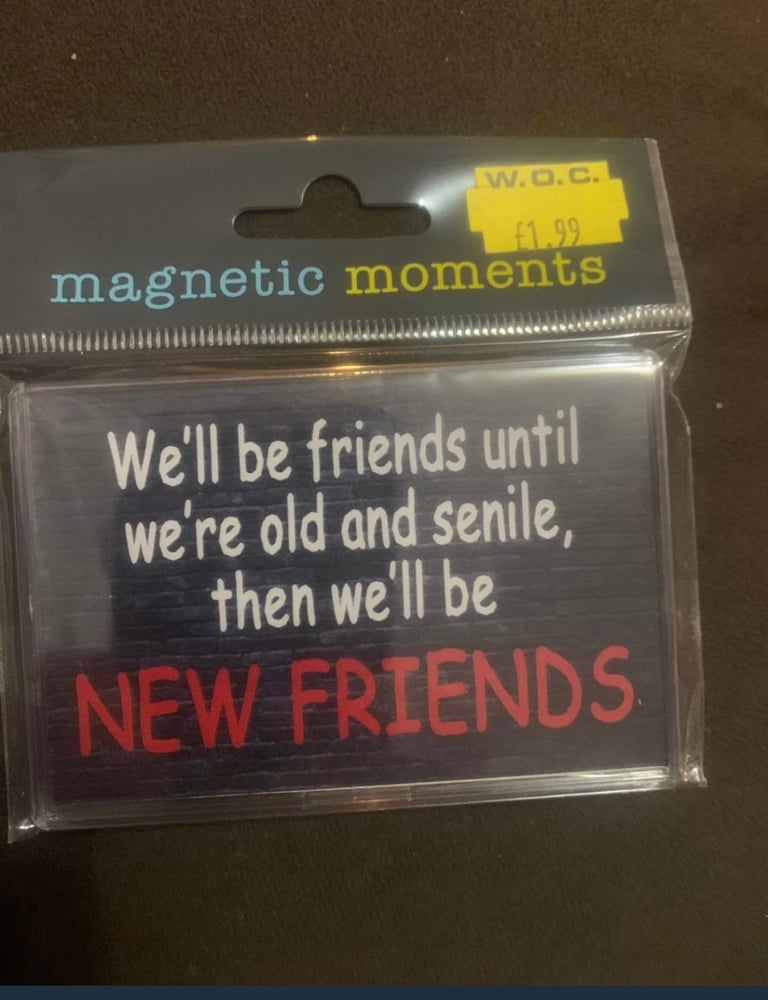 W.O.C.
£1.99
magnetic moments
We'll be friends until
we're old and senile,
then we'll be
NEW FRIENDS